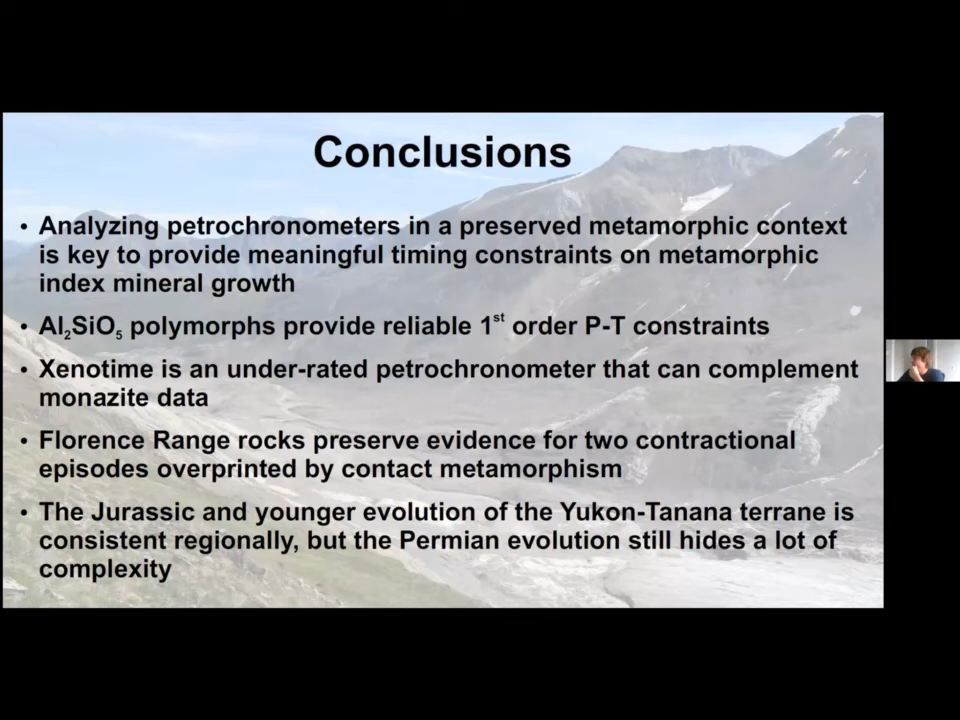 Conclusions
• Analyzing petrochronometers in a preserved metamorphic context
is key to provide meaningful timing constraints on metamorphic
index mineral growth
• Al₂SiO₅ polymorphs provide reliable 1ˢᵗ order P-T constraints
• Xenotime is an under-rated petrochronometer that can complement
monazite data
• Florence Range rocks preserve evidence for two contractional
episodes overprinted by contact metamorphism
• The Jurassic and younger evolution of the Yukon-Tanana terrane is
consistent regionally, but the Permian evolution still hides a lot of
complexity